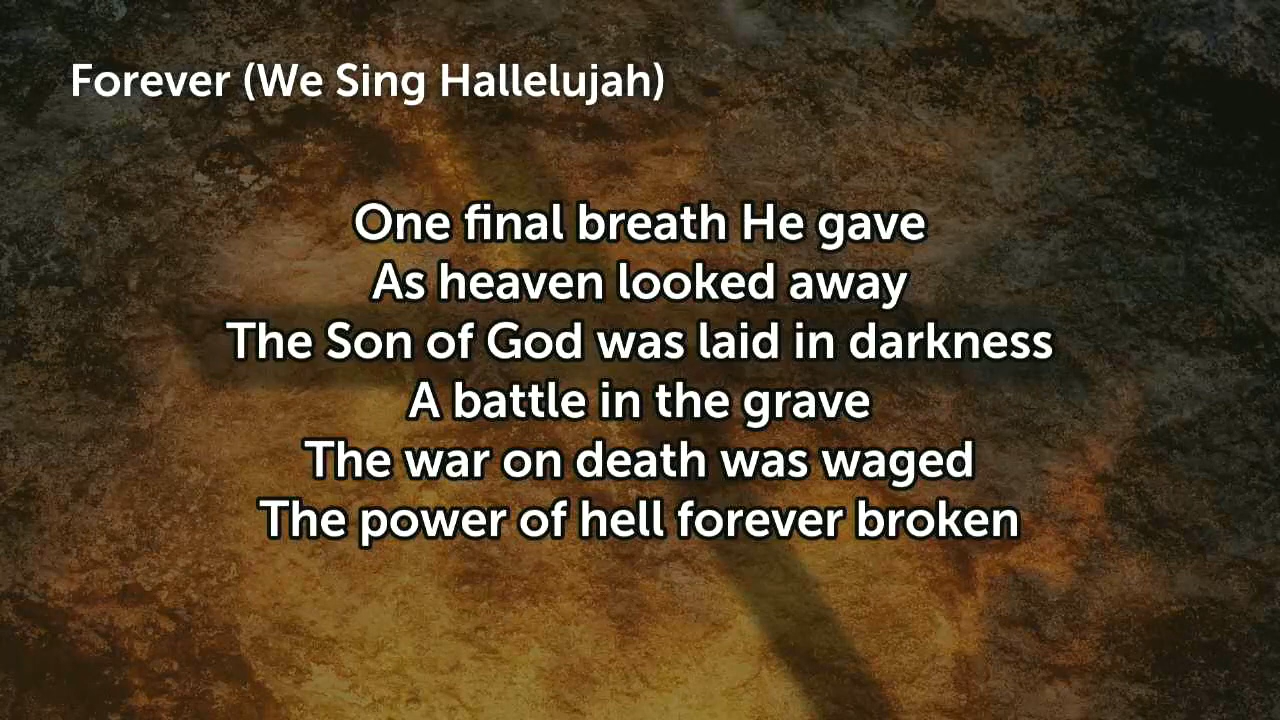 Forever (We Sing Hallelujah)
One final breath He gave
As heaven looked away
The Son of God was laid in darkness
A battle in the grave
The war on death was waged
The power of hell forever broken